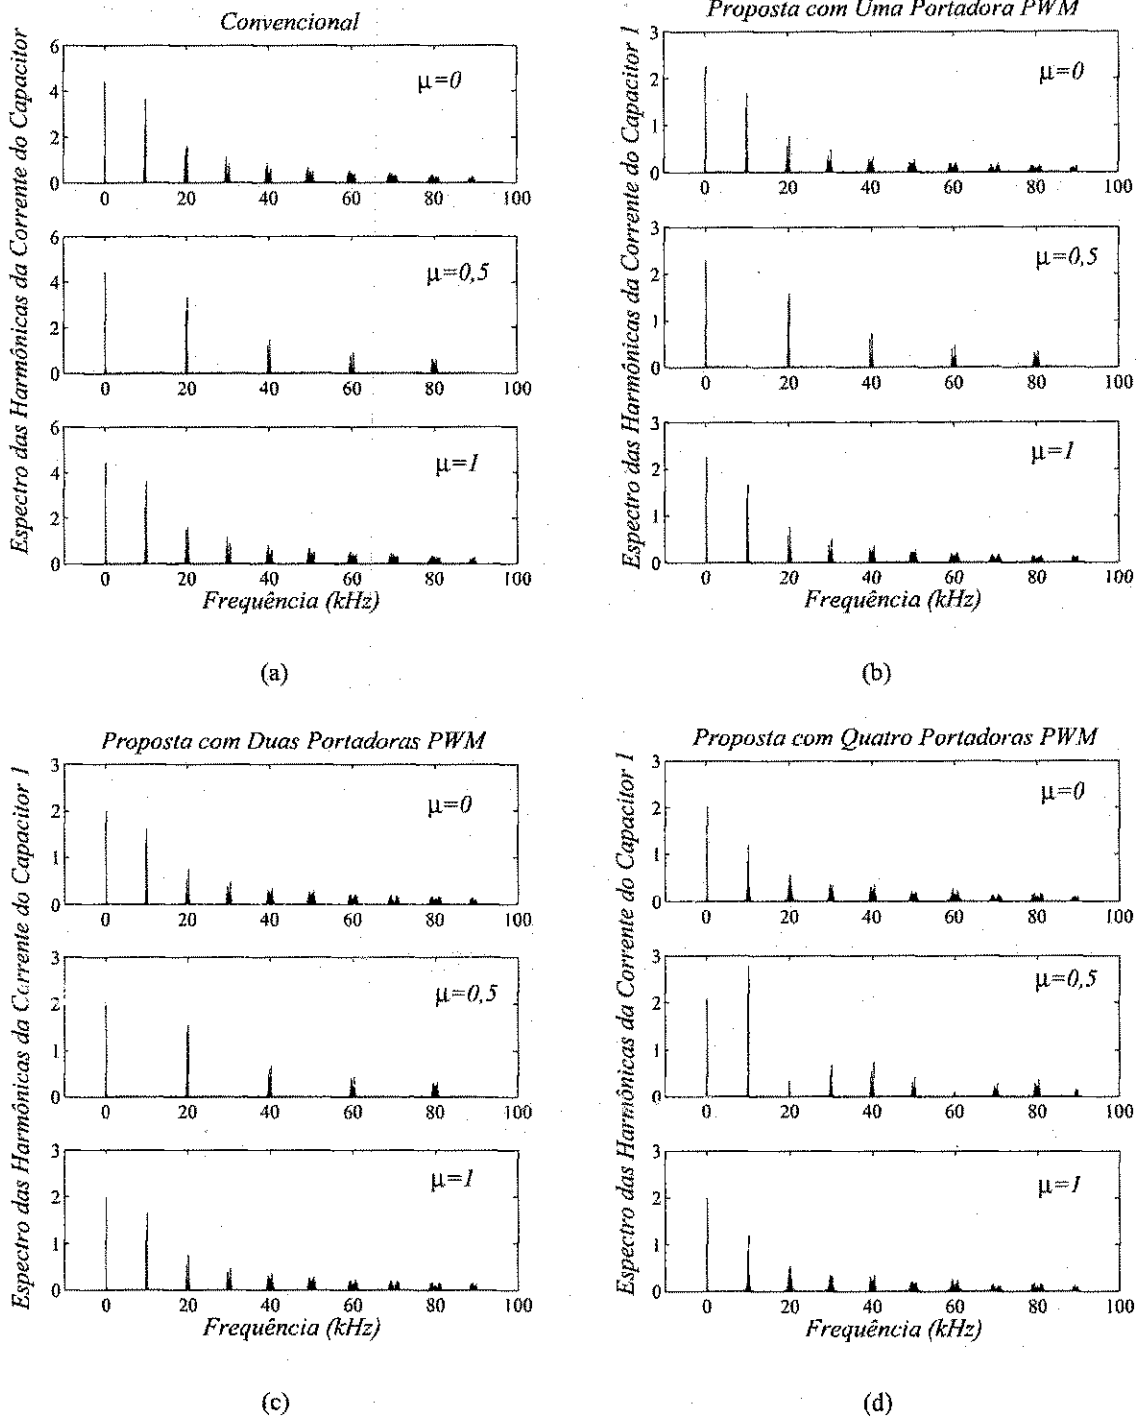 Convencional
Espectro das Harmônicas da Corrente do Capacitor
6
4
2
0
μ=0
0 20 40 60 80 100
6
4
2
0
μ=0,5
0 20 40 60 80 100
6
4
2
0
μ=1
0 20 40 60 80 100
Frequência (kHz)
(a)
Proposta com Uma Portadora PWM
Espectro das Harmônicas da Corrente do Capacitor 1
3
2
1
0
μ=0
0 20 40 60 80 100
3
2
1
0
μ=0,5
0 20 40 60 80 100
3
2
1
0
μ=1
0 20 40 60 80 100
Frequência (kHz)
(b)
Proposta com Duas Portadoras PWM
Espectro das Harmônicas da Corrente do Capacitor 1
3
2
1
0
μ=0
0 20 40 60 80 100
3
2
1
0
μ=0,5
0 20 40 60 80 100
3
2
1
0
μ=1
0 20 40 60 80 100
Frequência (kHz)
(c)
Proposta com Quatro Portadoras PWM
Espectro das Harmônicas da Corrente do Capacitor 1
3
2
1
0
μ=0
0 20 40 60 80 100
3
2
1
0
μ=0,5
0 20 40 60 80 100
3
2
1
0
μ=1
0 20 40 60 80 100
Frequência (kHz)
(d)